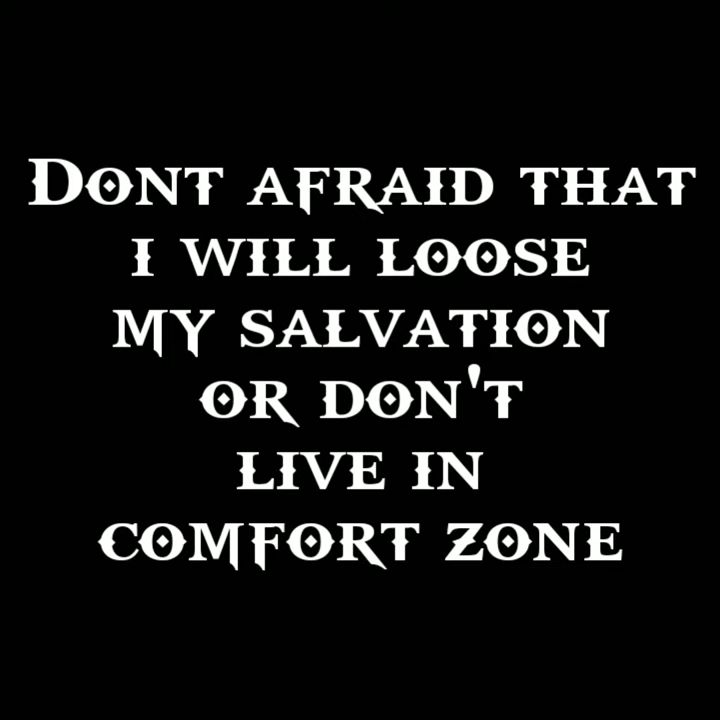 Dont afraid that
i will loose
my salvation
or don't
live in
comfort zone